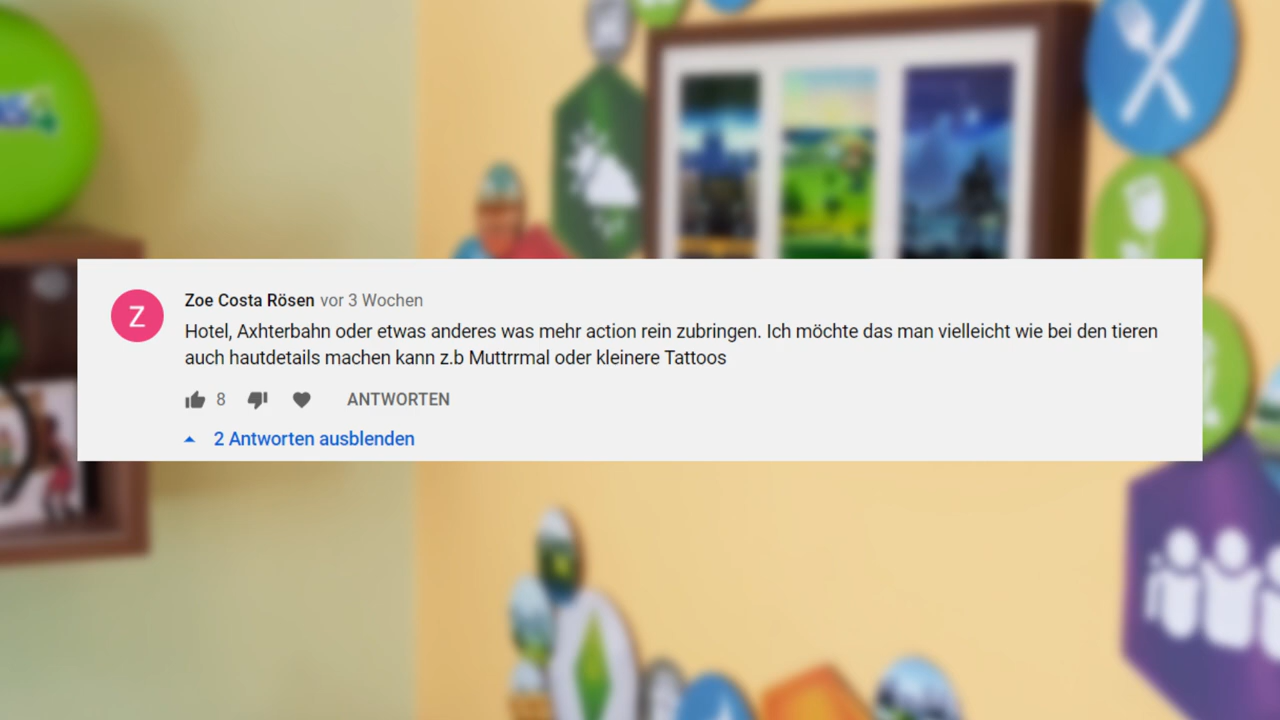 Zoe Costa Rösen vor 3 Wochen
Hotel, Axhterbahn oder etwas anderes was mehr action rein zubringen. Ich möchte das man vielleicht wie bei den tieren
auch hautdetails machen kann z.b Muttrrmal oder kleinere Tattoos
8 ANTWORTEN
2 Antworten ausblenden
Z